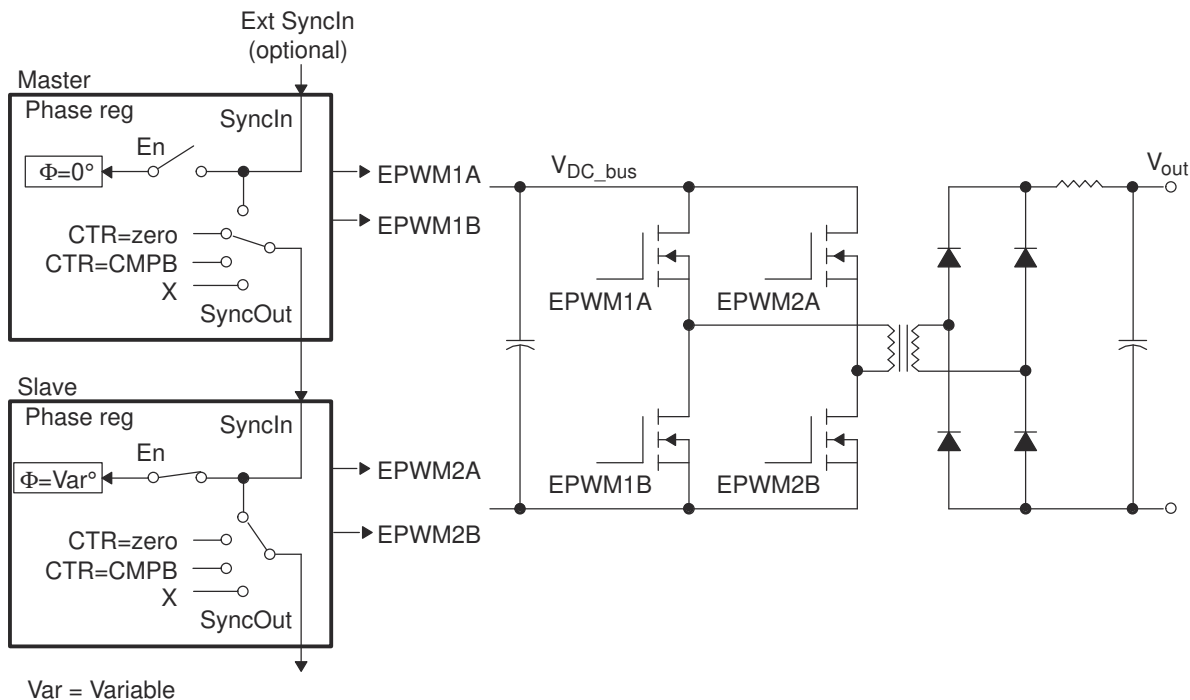 Ext SyncIn
(optional)
Master
Phase reg
SyncIn
En
Φ=0°
EPWM1A
EPWM1B
CTR=zero
CTR=CMPB
X
SyncOut
Slave
Phase reg
SyncIn
En
Φ=Var°
EPWM2A
EPWM2B
CTR=zero
CTR=CMPB
X
SyncOut
Var = Variable
VDC_bus
Vout
EPWM1A
EPWM2A
EPWM1B
EPWM2B